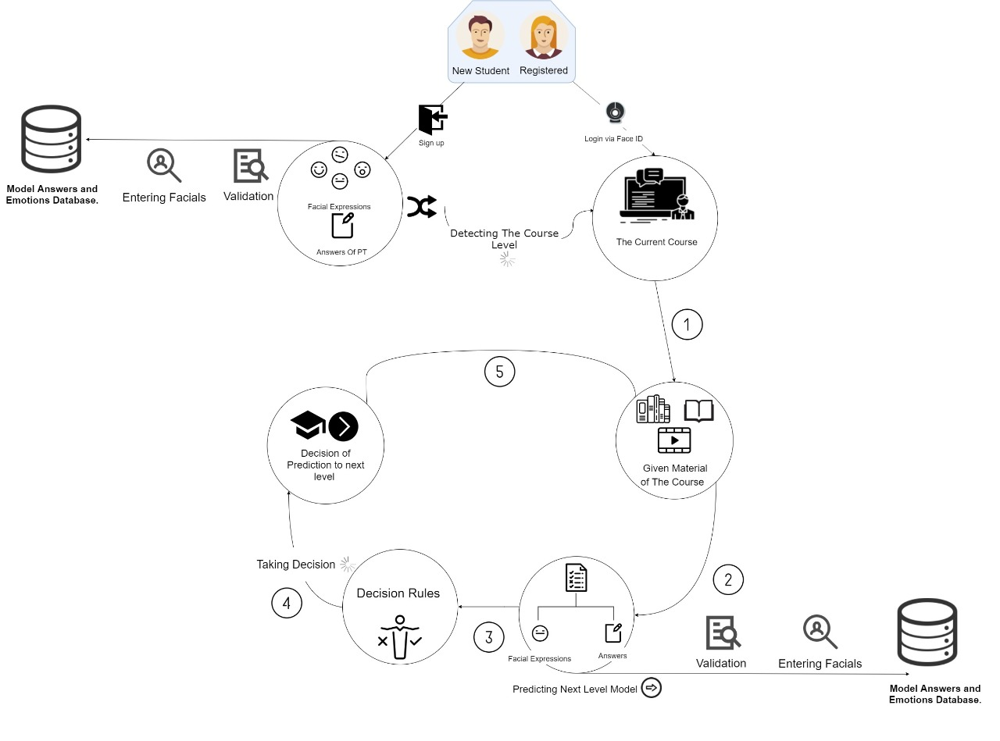 New Student
Registered
Sign up
Login via Face ID
Model Answers and
Emotions Database.
Entering Facials
Validation
Facial Expressions
Answers Of PT
Detecting The Course
Level
The Current Course
1
5
Decision of
Prediction to next
level
Given Material
of The Course
Taking Decision
4
Decision Rules
3
Facial Expressions
Answers
2
Predicting Next Level Model
Validation
Entering Facials
Model Answers and
Emotions Database.